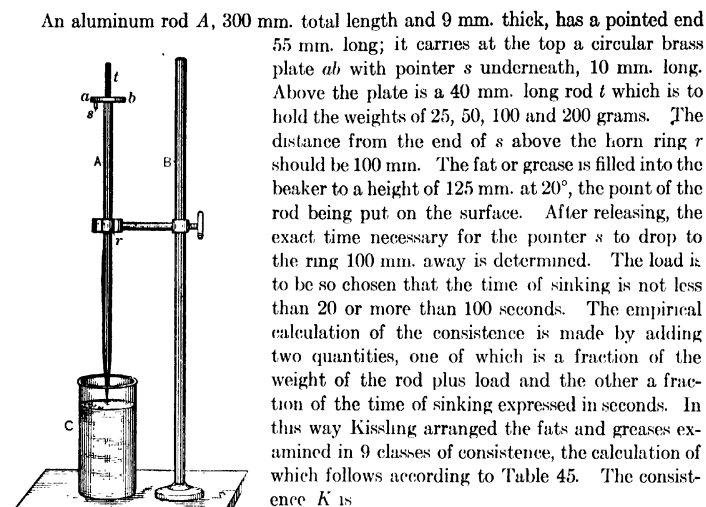 An aluminum rod A, 300 mm. total length and 9 mm. thick, has a pointed end
55 mm. long; it carries at the top a circular brass
plate ab with pointer s underneath, 10 mm. long.
Above the plate is a 40 mm. long rod t which is to
hold the weights of 25, 50, 100 and 200 grams. The
distance from the end of s above the horn ring r
should be 100 mm. The fat or grease is filled into the
beaker to a height of 125 mm. at 20°, the point of the
rod being put on the surface. After releasing, the
exact time necessary for the pointer s to drop to
the ring 100 mm. away is determined. The load is
to be so chosen that the time of sinking is not less
than 20 or more than 100 seconds. The empirical
calculation of the consistence is made by adding
two quantities, one of which is a fraction of the
weight of the rod plus load and the other a frac-
tion of the time of sinking expressed in seconds. In
this way Kissling arranged the fats and greases ex-
amined in 9 classes of consistence, the calculation of
which follows according to Table 45. The consist-
ence K is
t
a b
s
A
B
r
C